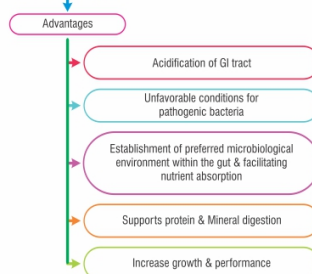 Advantages
Acidification of GI tract
Unfavorable conditions for
pathogenic bacteria
Establishment of preferred microbiological
environment within the gut & facilitating
nutrient absorption
Supports protein & Mineral digestion
Increase growth & performance